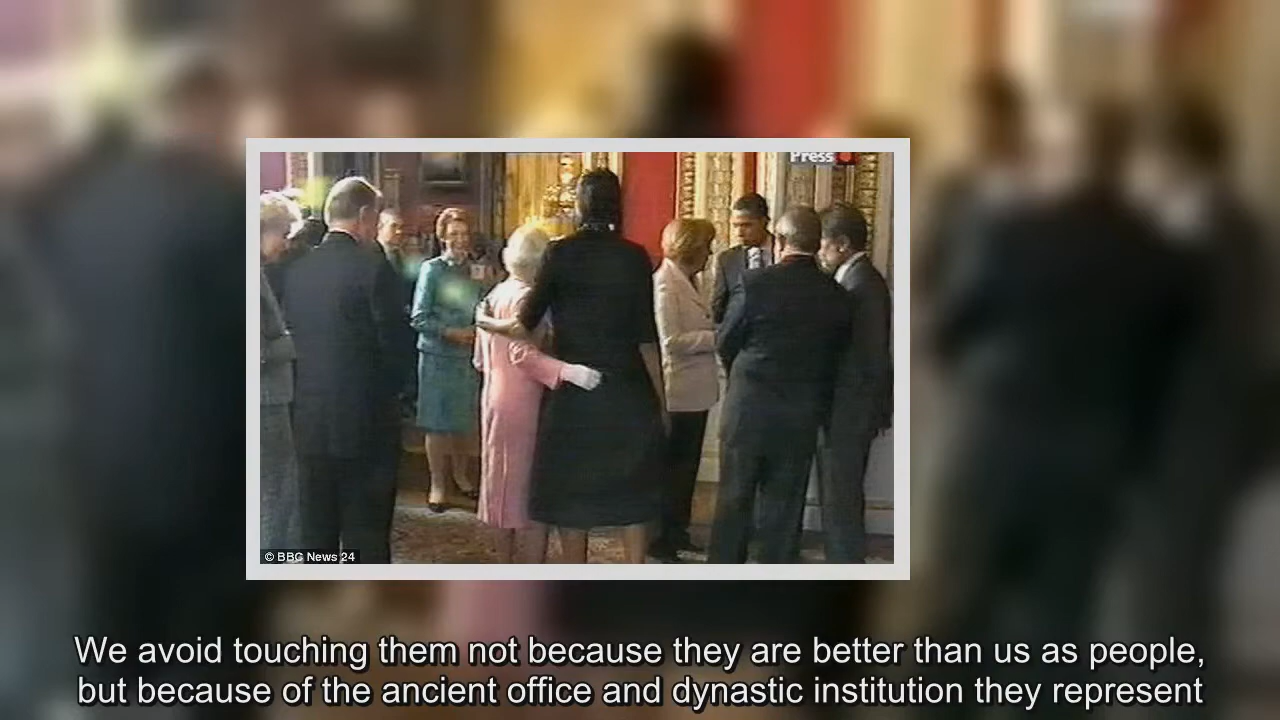 Press
© BBC News 24
We avoid touching them not because they are better than us as people,
but because of the ancient office and dynastic institution they represent